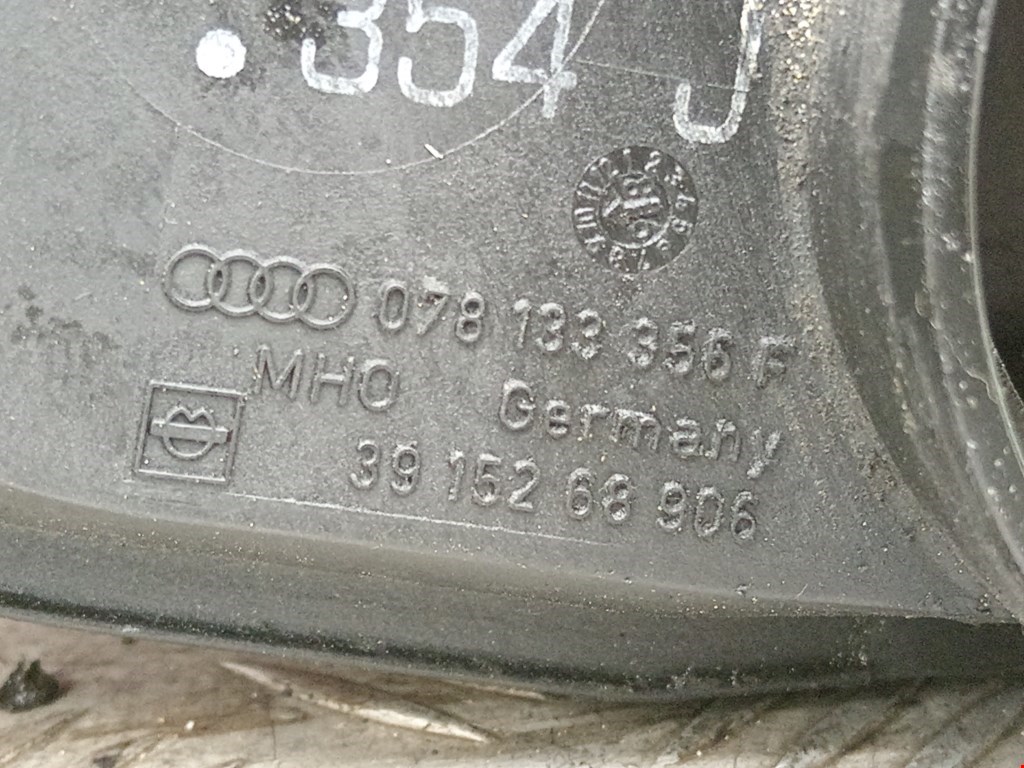 .354 J
078 133 356 F
MHO Germany
39 152 68 906